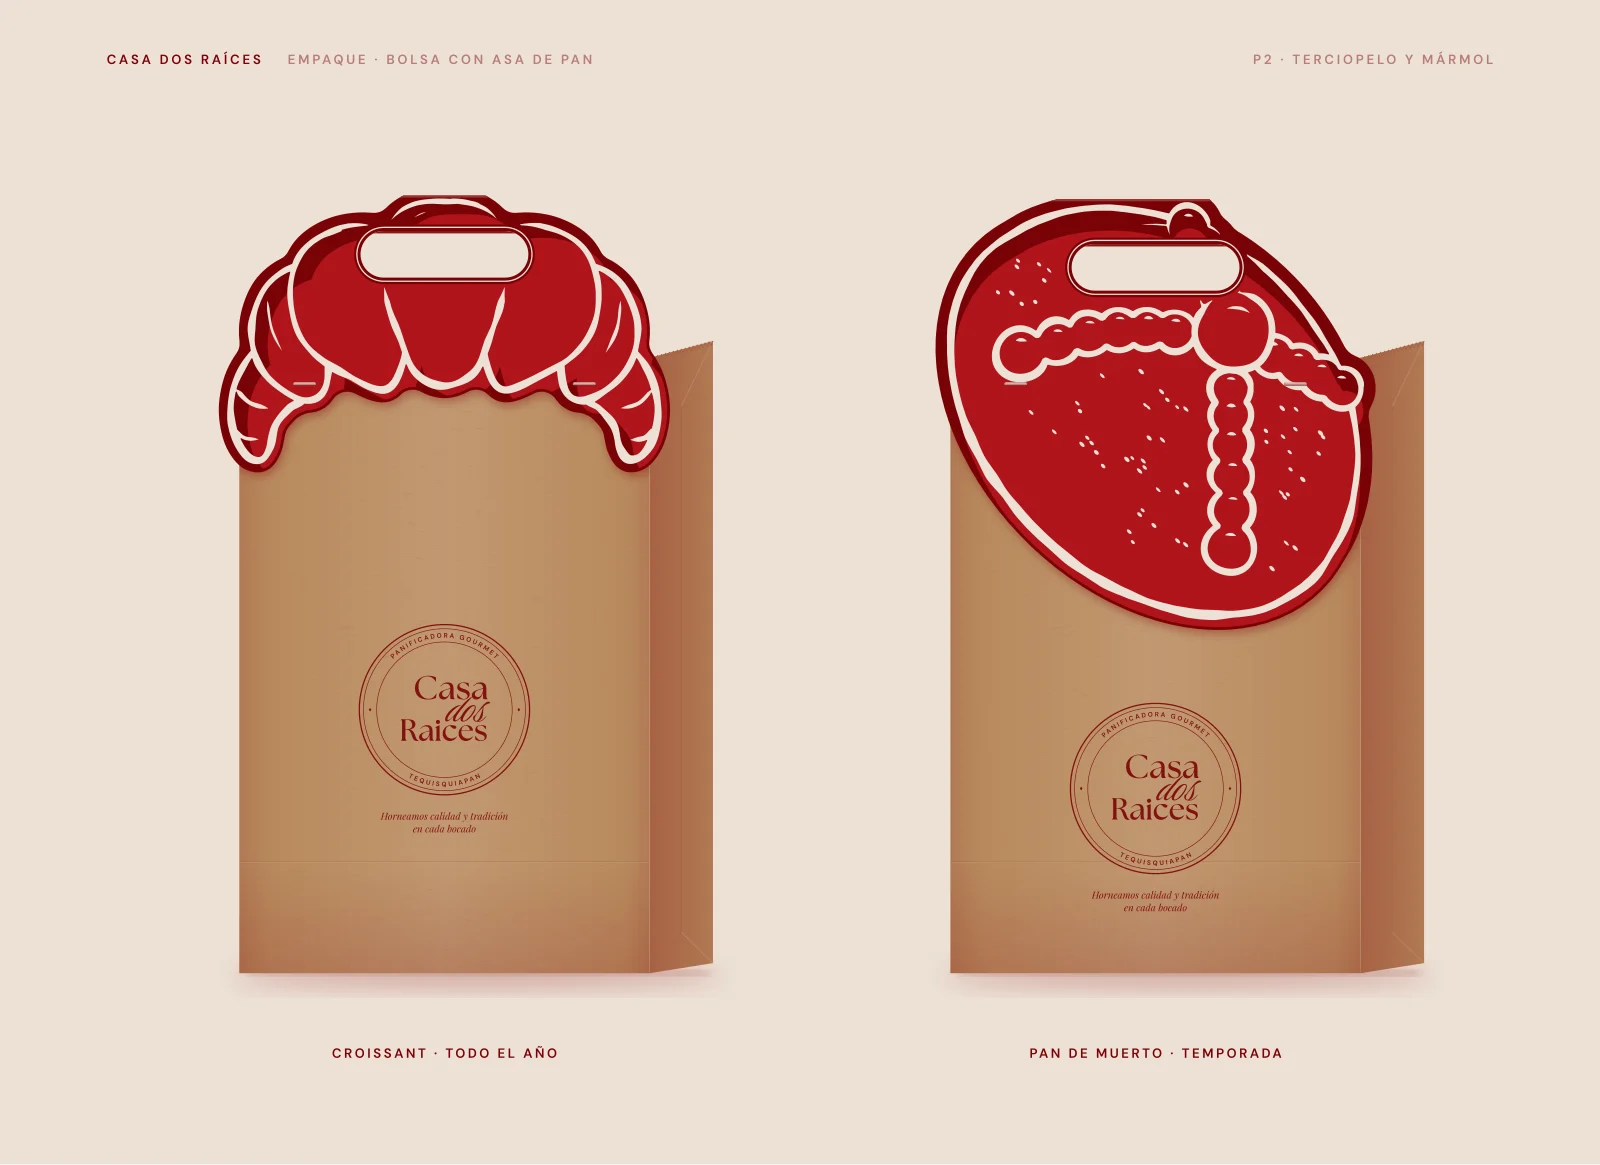 CASA DOS RAÍCES EMPAQUE · BOLSA CON ASA DE PAN
P2 · TERCIOPELO Y MÁRMOL
PANIFICADORA GOURMET
Casa
dos
Raices
TEQUISQUIAPAN
Horneamos calidad y tradición
en cada bocado
PANIFICADORA GOURMET
Casa
dos
Raices
TEQUISQUIAPAN
Horneamos calidad y tradición
en cada bocado
CROISSANT · TODO EL AÑO
PAN DE MUERTO · TEMPORADA